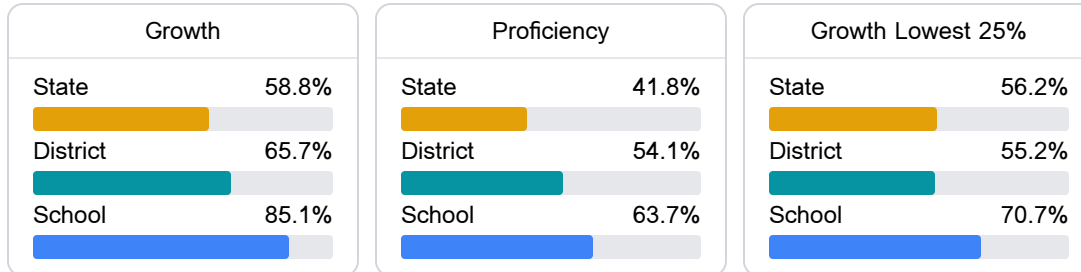 Growth
State 58.8%
District 65.7%
School 85.1%
Proficiency
State 41.8%
District 54.1%
School 63.7%
Growth Lowest 25%
State 56.2%
District 55.2%
School 70.7%